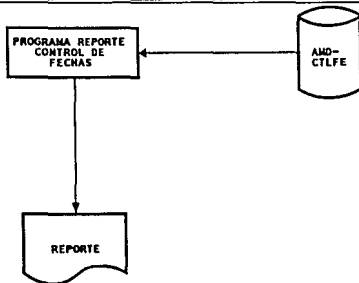 PROGRAMA REPORTE
CONTROL DE
FECHAS
AMD-
CTLFE
REPORTE